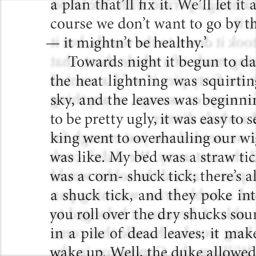 a plan that'll fix it. We'll let it a
course we don't want to go by th
— it mightn't be healthy.'
Towards night it begun to da
the heat lightning was squirtin
sky, and the leaves was beginni
to be pretty ugly, it was easy to se
king went to overhauling our wi
was like. My bed was a straw tic
was a corn- shuck tick; there's al
a shuck tick, and they poke int
you roll over the dry shucks sou
in a pile of dead leaves; it mak
wake up. Well, the duke allowed